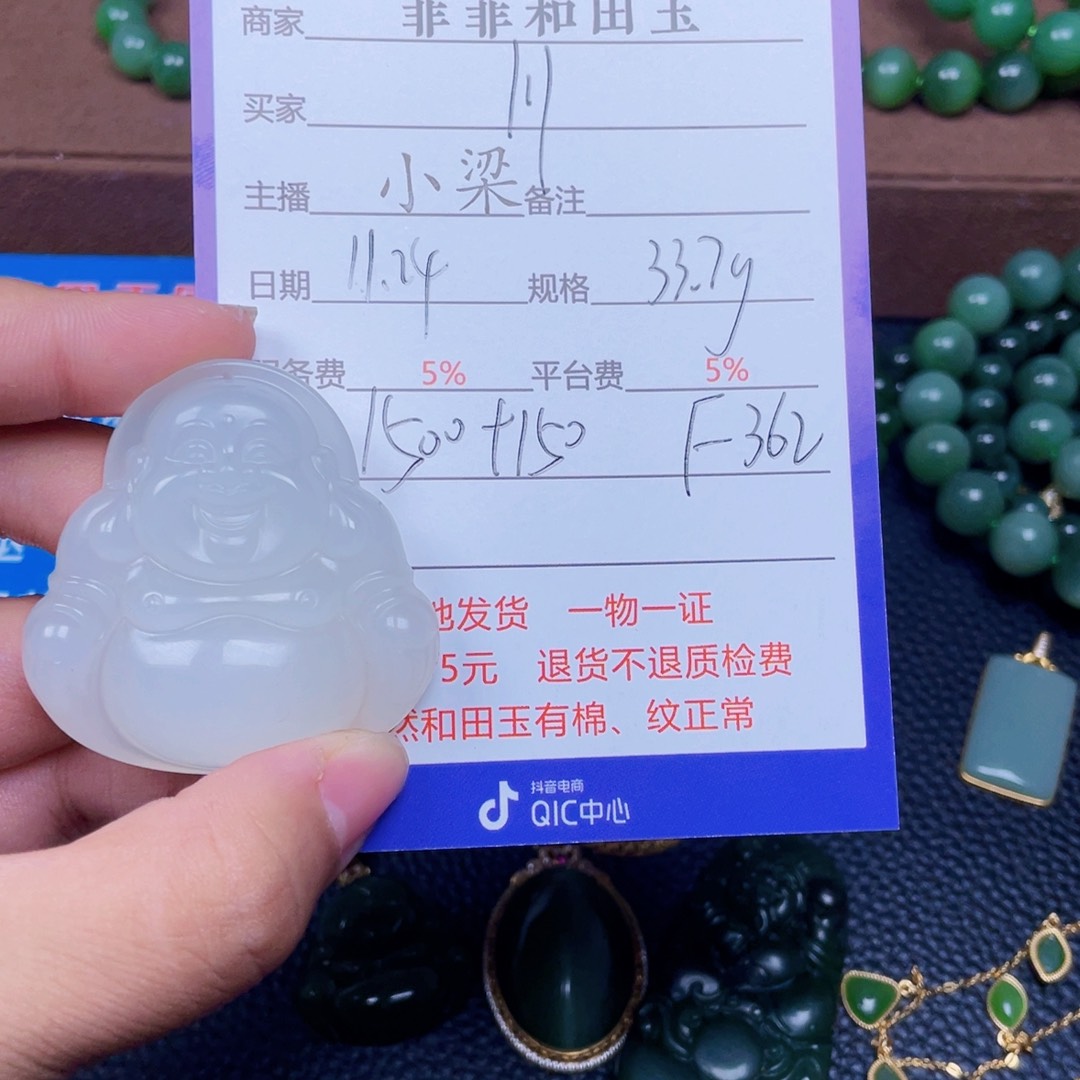 商家 菲菲和田玉
买家 川
主播 小梁 备注
日期 11.24 规格 33.7g
服务费 5% 平台费 5%
1500+150 F-362
地发货 一物一证
5元 退货不退质检费
然和田玉有棉、纹正常
抖音电商
QIC中心